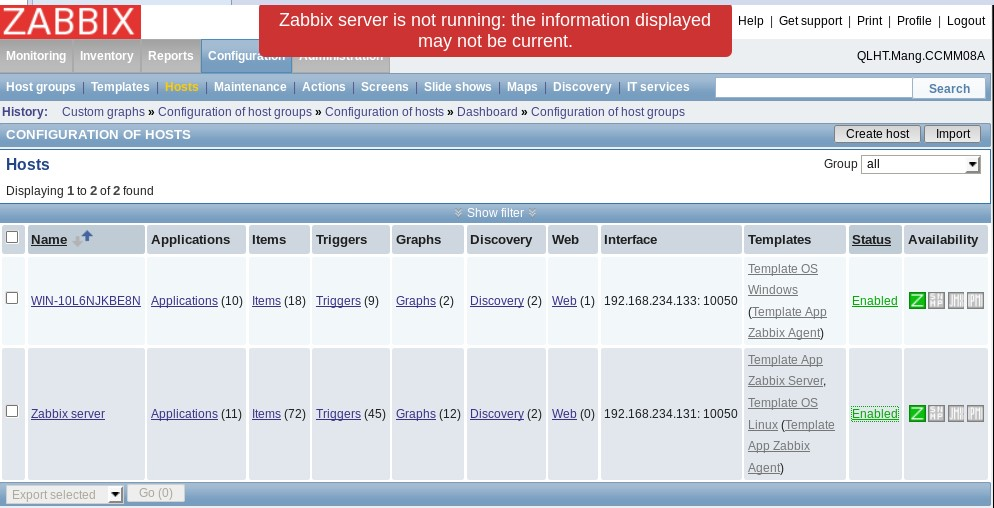 ZABBIX
Zabbix server is not running: the information displayed
may not be current.
Help | Get support | Print | Profile | Logout
Monitoring Inventory Reports Configuration Administration
QLHT.Mang.CCMM08A
Host groups | Templates | Hosts | Maintenance | Actions | Screens | Slide shows | Maps | Discovery | IT services
Search
History: Custom graphs » Configuration of host groups » Configuration of hosts » Dashboard » Configuration of host groups
CONFIGURATION OF HOSTS
Create host Import
Hosts
Group all
Displaying 1 to 2 of 2 found
Show filter
Name Applications Items Triggers Graphs Discovery Web Interface Templates Status Availability
WIN-10L6NJKBE8N Applications (10) Items (18) Triggers (9) Graphs (2) Discovery (2) Web (1) 192.168.234.133: 10050
Template OS
Windows
(Template App
Zabbix Agent)
Enabled
Z SNMP JMX IPMI
Zabbix server Applications (11) Items (72) Triggers (45) Graphs (12) Discovery (2) Web (0) 192.168.234.131: 10050
Template App
Zabbix Server,
Template OS
Linux (Template
App Zabbix
Agent)
Enabled
Z SNMP JMX IPMI
Export selected Go (0)